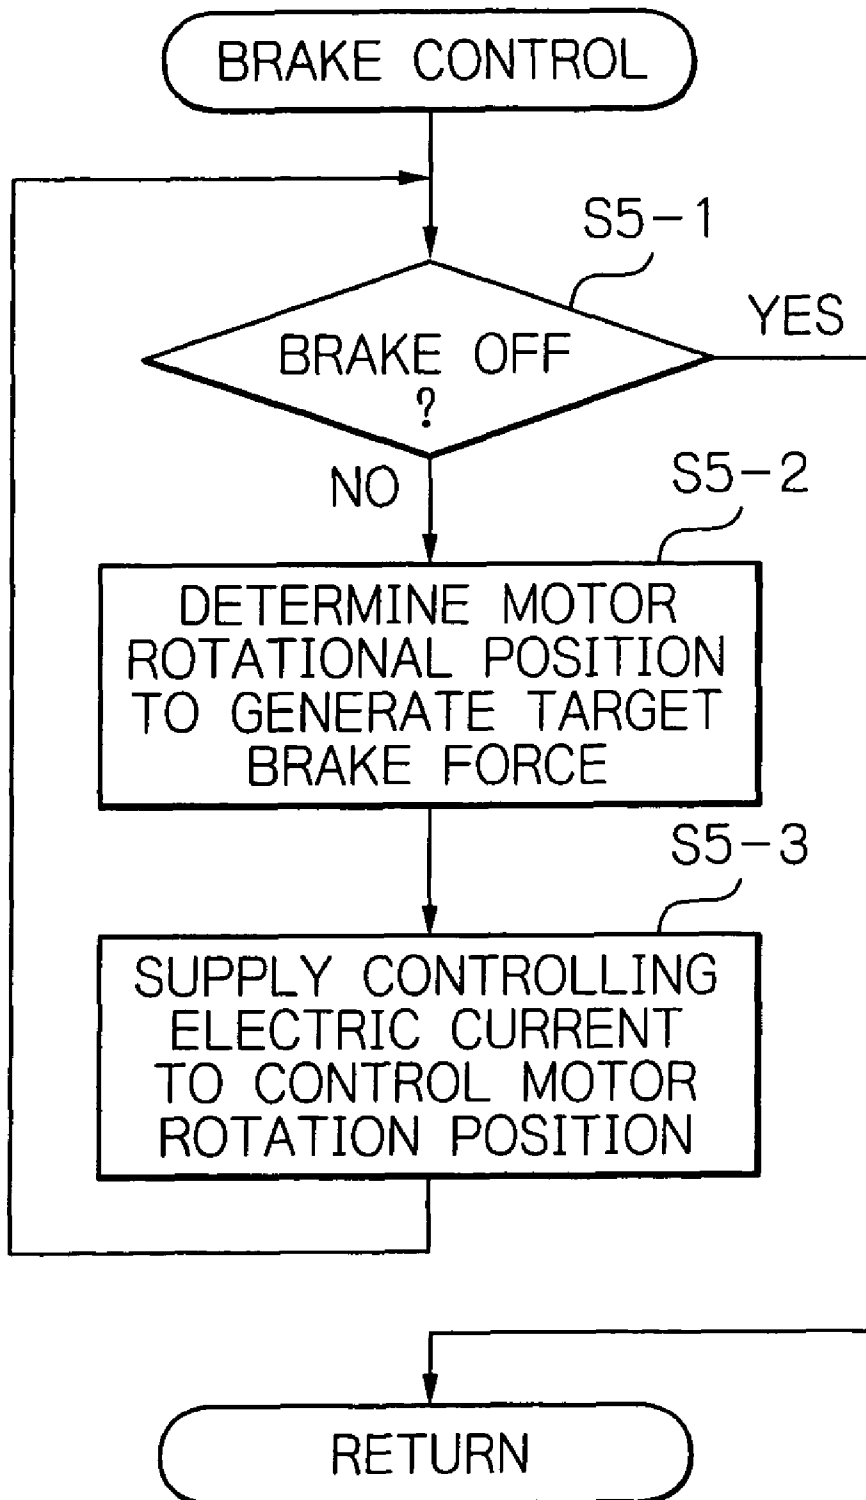 BRAKE CONTROL
S5-1
YES
BRAKE OFF
?
NO
S5-2
DETERMINE MOTOR
ROTATIONAL POSITION
TO GENERATE TARGET
BRAKE FORCE
S5-3
SUPPLY CONTROLLING
ELECTRIC CURRENT
TO CONTROL MOTOR
ROTATION POSITION
RETURN